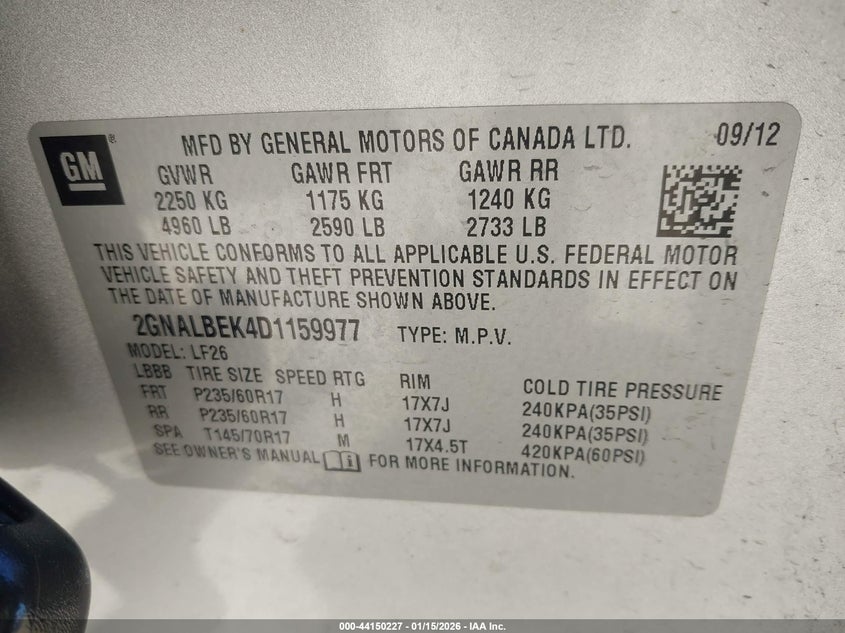 GM ® MFD BY GENERAL MOTORS OF CANADA LTD. 09/12
GVWR GAWR FRT GAWR RR
2250 KG 1175 KG 1240 KG
4960 LB 2590 LB 2733 LB
THIS VEHICLE CONFORMS TO ALL APPLICABLE U.S. FEDERAL MOTOR
VEHICLE SAFETY AND THEFT PREVENTION STANDARDS IN EFFECT ON
THE DATE OF MANUFACTURE SHOWN ABOVE.
2GNALBEK4D1159977 TYPE: M.P.V.
MODEL: LF26
LBBB TIRE SIZE SPEED RTG RIM COLD TIRE PRESSURE
FRT P235/60R17 H 17X7J 240KPA(35PSI)
RR P235/60R17 H 17X7J 240KPA(35PSI)
SPA T145/70R17 M 17X4.5T 420KPA(60PSI)
SEE OWNER'S MANUAL FOR MORE INFORMATION.
000-44150227 - 01/15/2026 - IAA Inc.